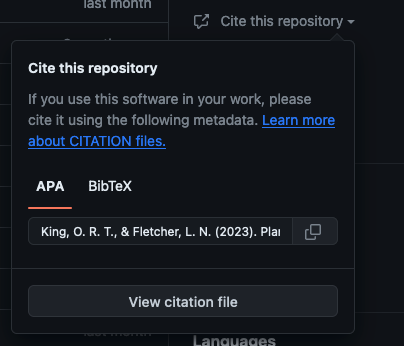 last month
Cite this repository
Cite this repository
If you use this software in your work, please
cite it using the following metadata. Learn more
about CITATION files.
APA BibTeX
King, O. R. T., & Fletcher, L. N. (2023). Plan
View citation file
last month
Languages